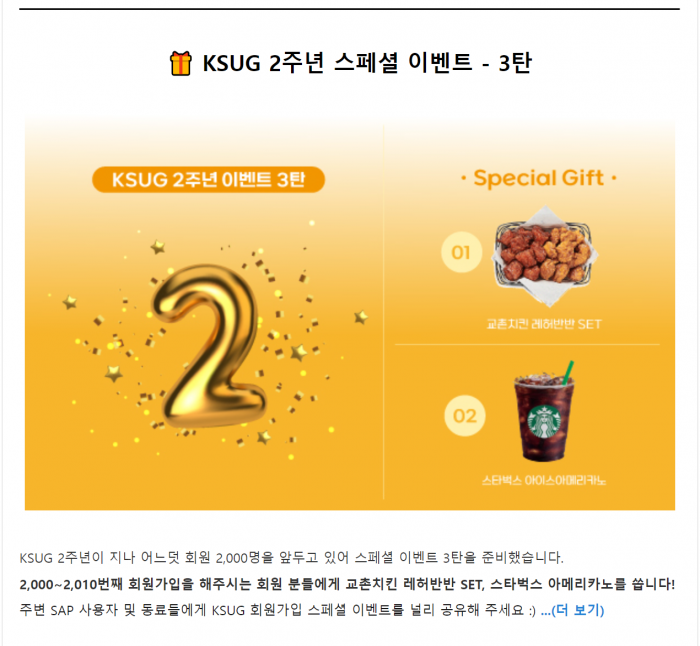 KSUG 2주년 스페셜 이벤트 - 3탄
KSUG 2주년 이벤트 3탄
2
· Special Gift ·
01
교촌치킨 레허반반 SET
02
스타벅스 아이스아메리카노
KSUG 2주년이 지나 어느덧 회원 2,000명을 앞두고 있어 스페셜 이벤트 3탄을 준비했습니다.
2,000~2,010번째 회원가입을 해주시는 회원 분들에게 교촌치킨 레허반반 SET, 스타벅스 아메리카노를 쏩니다!
주변 SAP 사용자 및 동료들에게 KSUG 회원가입 스페셜 이벤트를 널리 공유해 주세요 :) ...(더 보기)